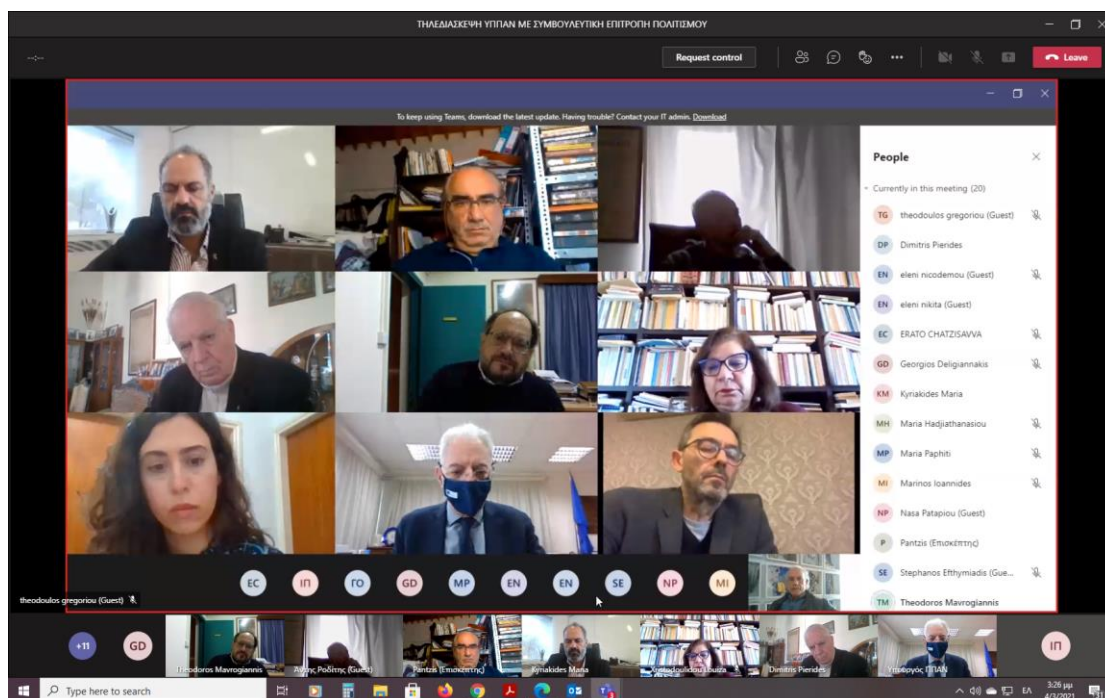 ΤΗΛΕΔΙΑΣΚΕΨΗ ΥΠΠΑΝ ΜΕ ΣΥΜΒΟΥΛΕΥΤΙΚΗ ΕΠΙΤΡΟΠΗ ΠΟΛΙΤΙΣΜΟΥ
--:--
Request control
Leave
To keep using Teams, download the latest update. Having trouble? Contact your IT admin. Download
People
Currently in this meeting (20)
TG theodoulos gregoriou (Guest)
DP Dimitris Pierides
EN eleni nicodemou (Guest)
EN eleni nikita (Guest)
EC ERATO CHATZISAVVA
GD Georgios Deligiannakis
KM Kyriakides Maria
MH Maria Hadjiathanasiou
MP Maria Paphiti
MI Marinos Ioannides
NP Nasa Patapiou (Guest)
P Pantzis (Επισκέπτης)
SE Stephanos Efthymiadis (Gue...
TM Theodoros Mavrogiannis
EC ΙΠ ΓΟ GD MP EN EN SE NP MI
theodoulos gregoriou (Guest)
+11 GD Theodoros Mavrogiannis Άντης Ροδίτης (Guest) Pantzis (Επισκέπτης) Kyriakides Maria Louiza Dimitris Pierides Υπουργός ΠΠΑΝ ΙΠ
Type here to search
ΕΛ
3:26 μμ
4/3/2021